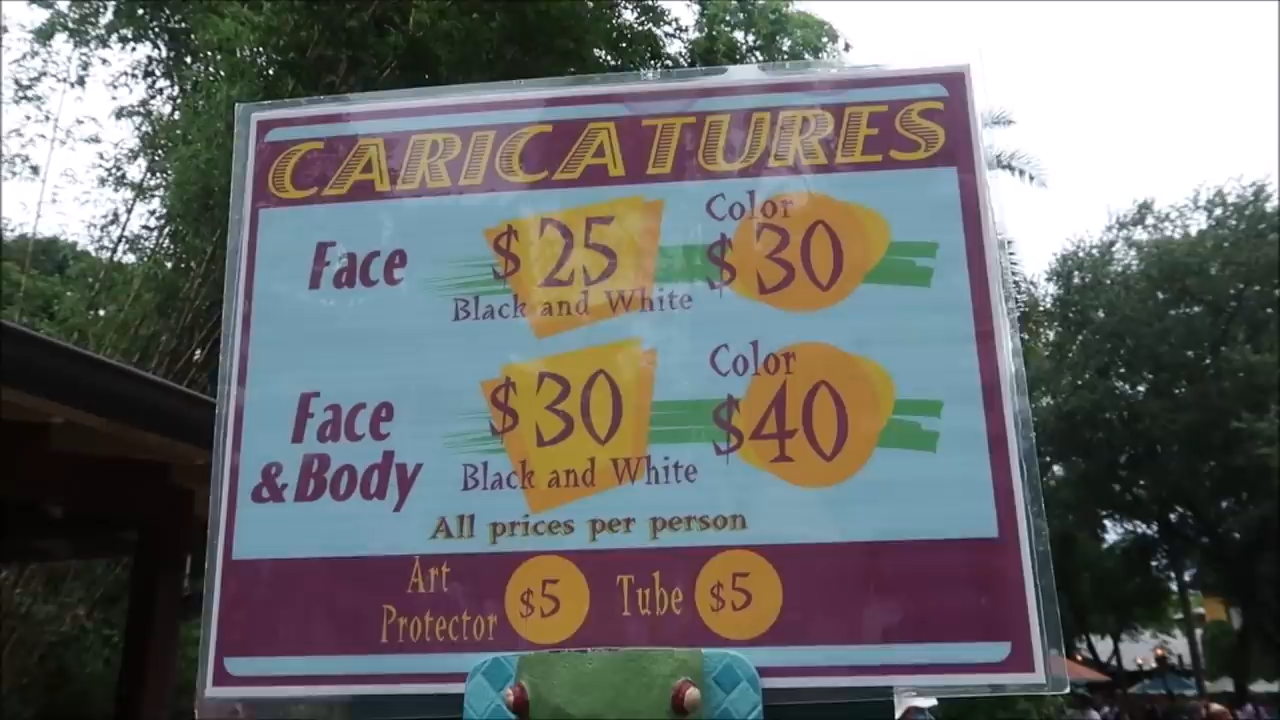 CARICATURES
Face
$25
Black and White
Color
$30
Face
&Body
$30
Black and White
Color
$40
All prices per person
Art
Protector
$5
Tube
$5